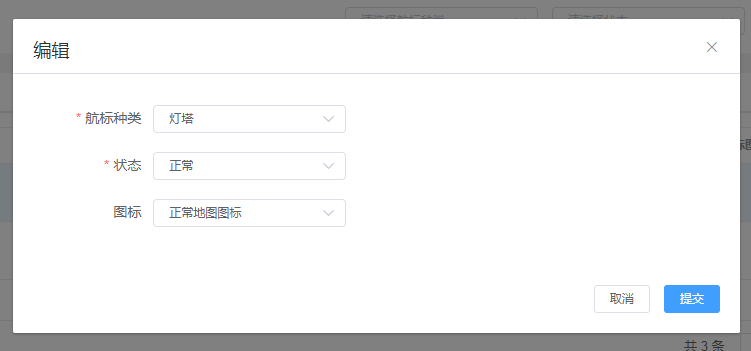 编辑
* 航标种类 灯塔
* 状态 正常
图标 正常地图图标
取消 提交
共 3 条